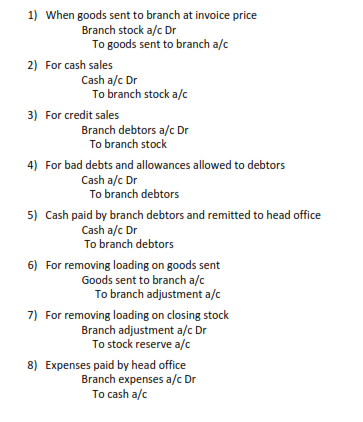 1) When goods sent to branch at invoice price
Branch stock a/c Dr
To goods sent to branch a/c
2) For cash sales
Cash a/c Dr
To branch stock a/c
3) For credit sales
Branch debtors a/c Dr
To branch stock
4) For bad debts and allowances allowed to debtors
Cash a/c Dr
To branch debtors
5) Cash paid by branch debtors and remitted to head office
Cash a/c Dr
To branch debtors
6) For removing loading on goods sent
Goods sent to branch a/c
To branch adjustment a/c
7) For removing loading on closing stock
Branch adjustment a/c Dr
To stock reserve a/c
8) Expenses paid by head office
Branch expenses a/c Dr
To cash a/c